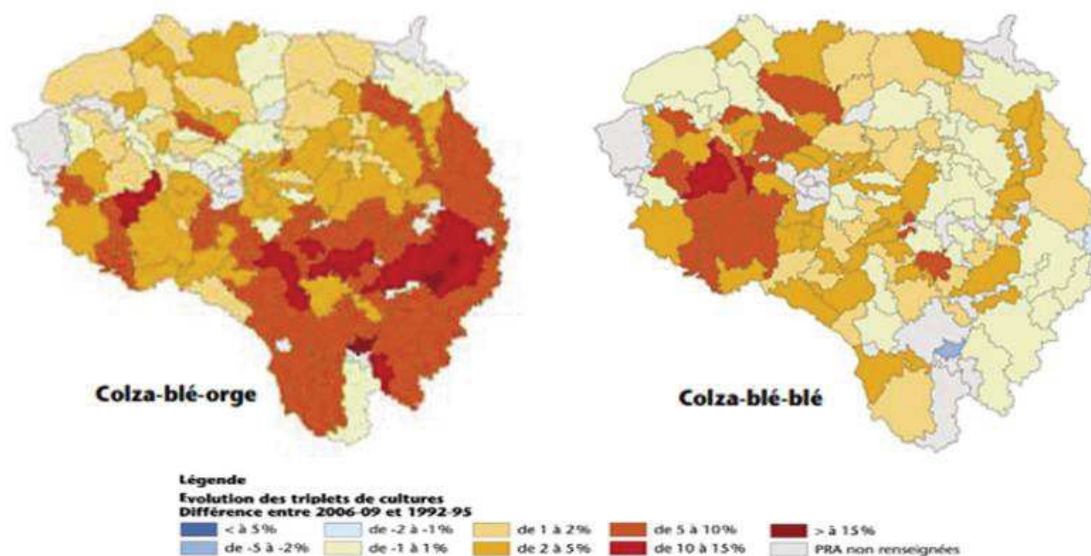 Colza-blé-orge
Colza-blé-blé
Légende
Evolution des triplets de cultures
Différence entre 2006-09 et 1992-95
< à 5%
de -2 à -1%
de 1 à 2%
de 5 à 10%
> à 15%
de -5 à -2%
de -1 à 1%
de 2 à 5%
de 10 à 15%
PRA non renseignées